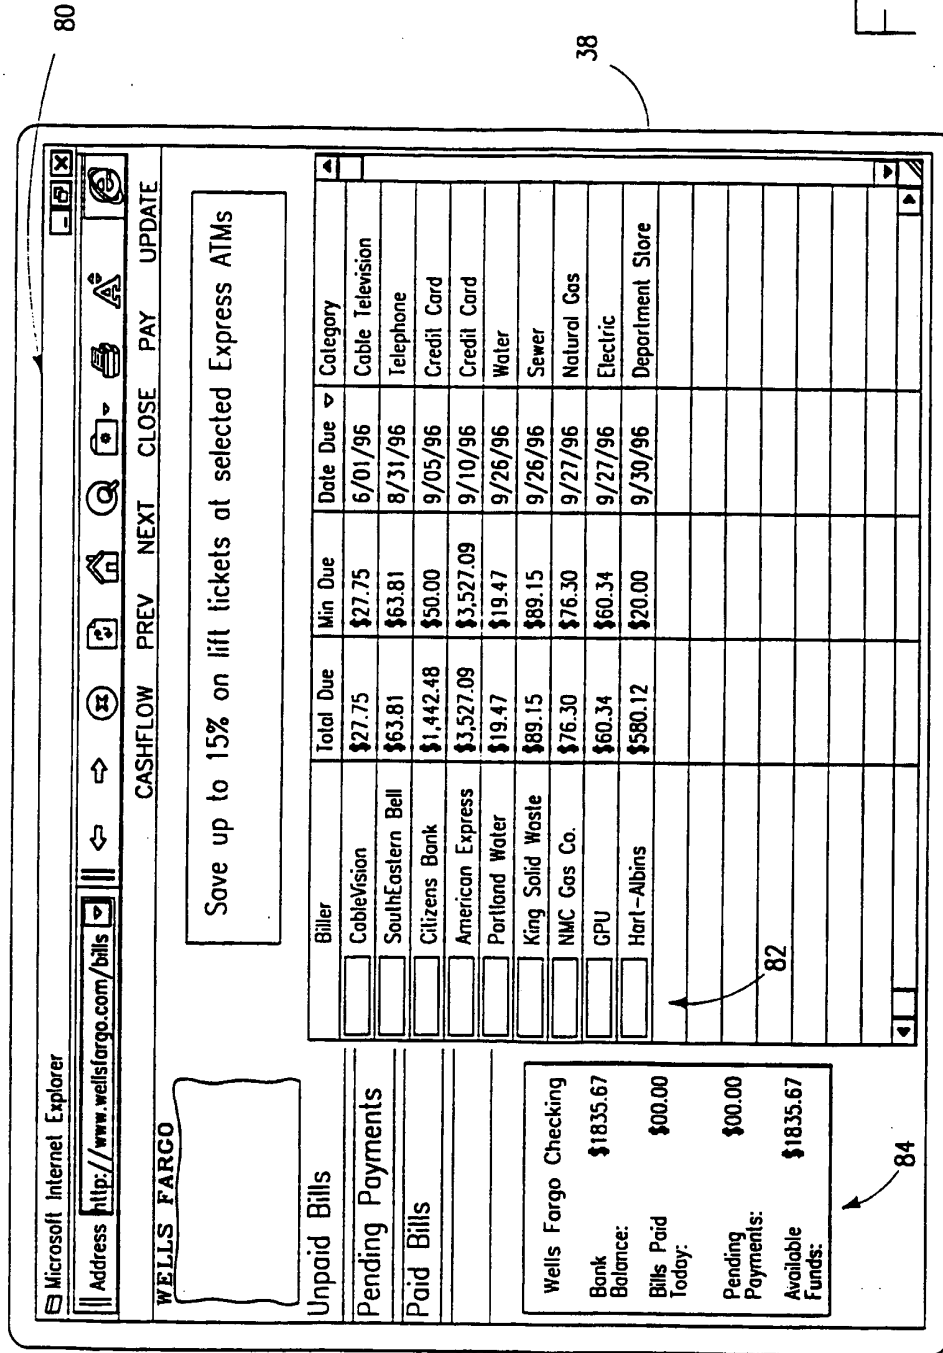 80
38
Microsoft Internet Explorer
Address http://www.wellsfargo.com/bills
CASHFLOW PREV NEXT CLOSE PAY UPDATE
WELLS FARGO
Save up to 15% on lift tickets at selected Express ATMs
Unpaid Bills
Pending Payments
Paid Bills
Biller Total Due Min Due Date Due Category
CableVision $27.75 $27.75 6/01/96 Cable Television
SouthEastern Bell $63.81 $63.81 8/31/96 Telephone
Citizens Bank $1,442.48 $50.00 9/05/96 Credit Card
American Express $3,527.09 $3,527.09 9/10/96 Credit Card
Portland Water $19.47 $19.47 9/26/96 Water
King Solid Waste $89.15 $89.15 9/26/96 Sewer
NMC Gas Co. $76.30 $76.30 9/27/96 Natural Gas
GPU $60.34 $60.34 9/27/96 Electric
Hart-Albins $580.12 $20.00 9/30/96 Department Store
82
Wells Fargo Checking
Bank
Balance: $1835.67
Bills Paid
Today: $00.00
Pending
Payments: $00.00
Available
Funds: $1835.67
84